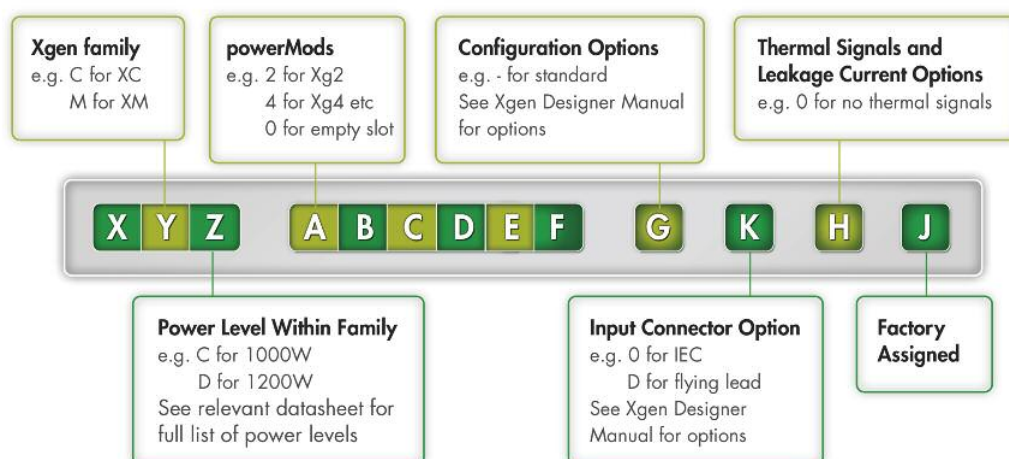 Xgen family
e.g. C for XC
M for XM
powerMods
e.g. 2 for Xg2
4 for Xg4 etc
0 for empty slot
Configuration Options
e.g. - for standard
See Xgen Designer Manual
for options
Thermal Signals and
Leakage Current Options
e.g. 0 for no thermal signals
X Y Z A B C D E F G K H J
Power Level Within Family
e.g. C for 1000W
D for 1200W
See relevant datasheet for
full list of power levels
Input Connector Option
e.g. 0 for IEC
D for flying lead
See Xgen Designer
Manual for options
Factory
Assigned